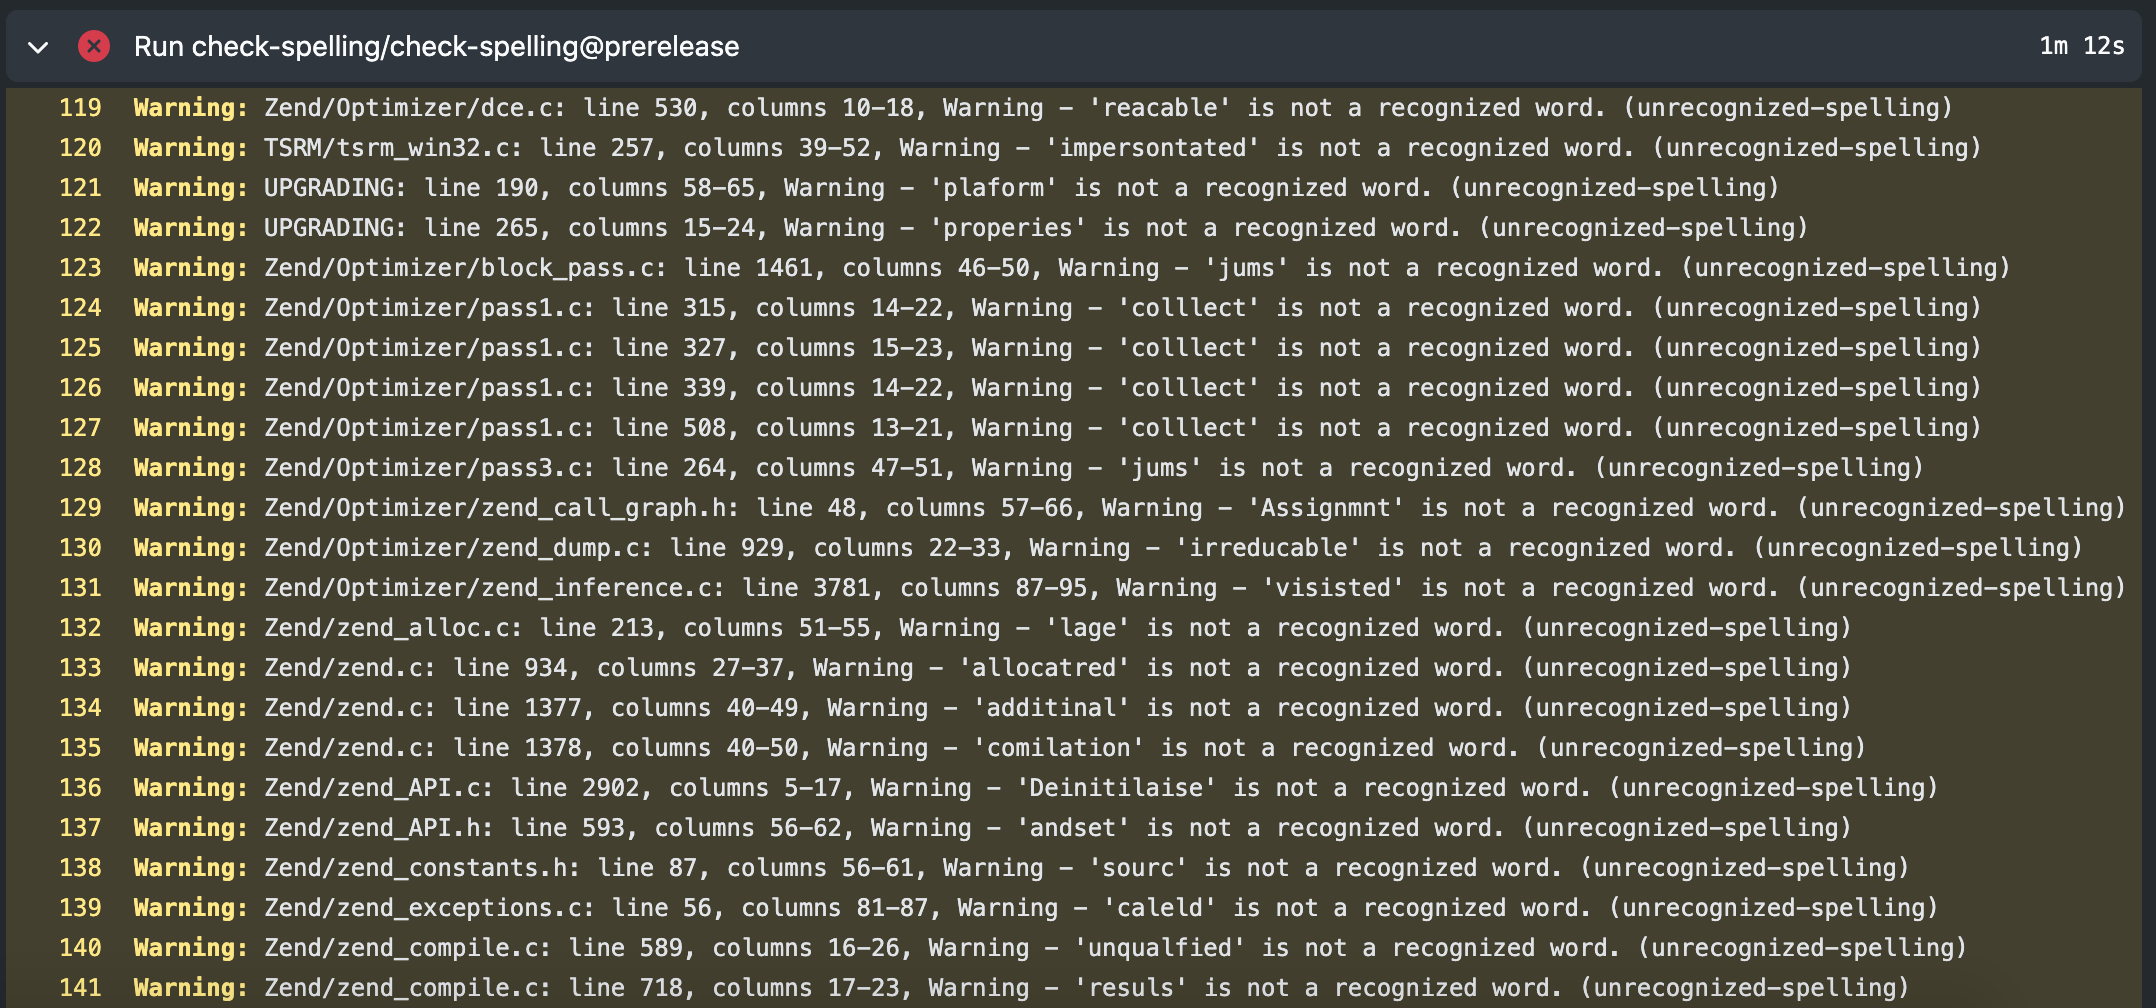 Run check-spelling/check-spelling@prerelease 1m 12s
119 Warning: Zend/Optimizer/dce.c: line 530, columns 10-18, Warning - 'reacable' is not a recognized word. (unrecognized-spelling)
120 Warning: TSRM/tsrm_win32.c: line 257, columns 39-52, Warning - 'impersontated' is not a recognized word. (unrecognized-spelling)
121 Warning: UPGRADING: line 190, columns 58-65, Warning - 'plaform' is not a recognized word. (unrecognized-spelling)
122 Warning: UPGRADING: line 265, columns 15-24, Warning - 'properies' is not a recognized word. (unrecognized-spelling)
123 Warning: Zend/Optimizer/block_pass.c: line 1461, columns 46-50, Warning - 'jums' is not a recognized word. (unrecognized-spelling)
124 Warning: Zend/Optimizer/pass1.c: line 315, columns 14-22, Warning - 'colllect' is not a recognized word. (unrecognized-spelling)
125 Warning: Zend/Optimizer/pass1.c: line 327, columns 15-23, Warning - 'colllect' is not a recognized word. (unrecognized-spelling)
126 Warning: Zend/Optimizer/pass1.c: line 339, columns 14-22, Warning - 'colllect' is not a recognized word. (unrecognized-spelling)
127 Warning: Zend/Optimizer/pass1.c: line 508, columns 13-21, Warning - 'colllect' is not a recognized word. (unrecognized-spelling)
128 Warning: Zend/Optimizer/pass3.c: line 264, columns 47-51, Warning - 'jums' is not a recognized word. (unrecognized-spelling)
129 Warning: Zend/Optimizer/zend_call_graph.h: line 48, columns 57-66, Warning - 'Assignmnt' is not a recognized word. (unrecognized-spelling)
130 Warning: Zend/Optimizer/zend_dump.c: line 929, columns 22-33, Warning - 'irreducable' is not a recognized word. (unrecognized-spelling)
131 Warning: Zend/Optimizer/zend_inference.c: line 3781, columns 87-95, Warning - 'visisted' is not a recognized word. (unrecognized-spelling)
132 Warning: Zend/zend_alloc.c: line 213, columns 51-55, Warning - 'lage' is not a recognized word. (unrecognized-spelling)
133 Warning: Zend/zend.c: line 934, columns 27-37, Warning - 'allocatred' is not a recognized word. (unrecognized-spelling)
134 Warning: Zend/zend.c: line 1377, columns 40-49, Warning - 'additinal' is not a recognized word. (unrecognized-spelling)
135 Warning: Zend/zend.c: line 1378, columns 40-50, Warning - 'comilation' is not a recognized word. (unrecognized-spelling)
136 Warning: Zend/zend_API.c: line 2902, columns 5-17, Warning - 'Deinitilaise' is not a recognized word. (unrecognized-spelling)
137 Warning: Zend/zend_API.h: line 593, columns 56-62, Warning - 'andset' is not a recognized word. (unrecognized-spelling)
138 Warning: Zend/zend_constants.h: line 87, columns 56-61, Warning - 'sourc' is not a recognized word. (unrecognized-spelling)
139 Warning: Zend/zend_exceptions.c: line 56, columns 81-87, Warning - 'caleld' is not a recognized word. (unrecognized-spelling)
140 Warning: Zend/zend_compile.c: line 589, columns 16-26, Warning - 'unqualfied' is not a recognized word. (unrecognized-spelling)
141 Warning: Zend/zend_compile.c: line 718, columns 17-23, Warning - 'resuls' is not a recognized word. (unrecognized-spelling)